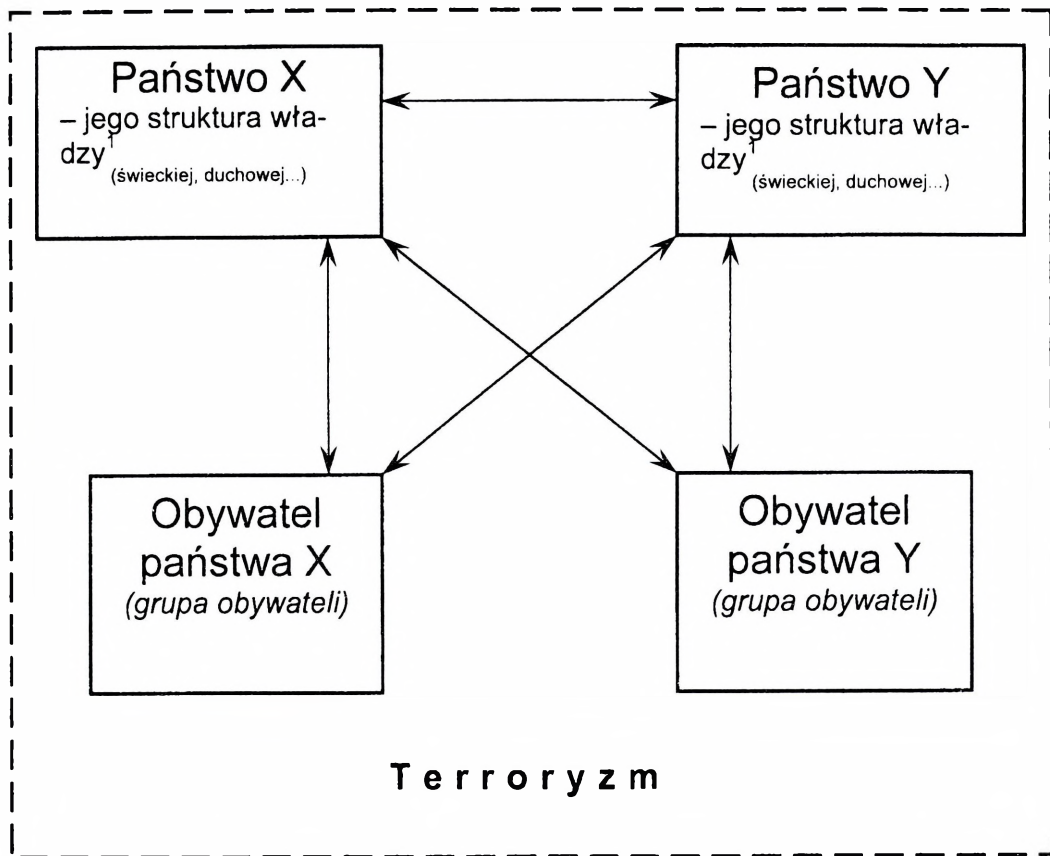 Państwo X
– jego struktura wła-
dzy1
(świeckiej, duchowej...)
Państwo Y
– jego struktura wła-
dzy1
(świeckiej, duchowej...)
Obywatel
państwa X
(grupa obywateli)
Obywatel
państwa Y
(grupa obywateli)
Terroryzm